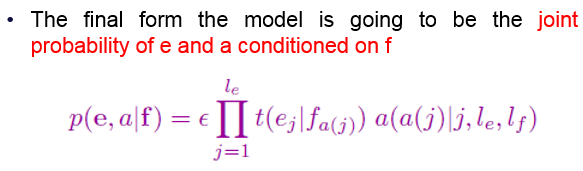 • The final form the model is going to be the joint
probability of e and a conditioned on f
p(e, a|f) = ϵ ∏_{j=1}^{l_e} t(e_j|f_{a(j)}) a(a(j)|j, l_e, l_f)